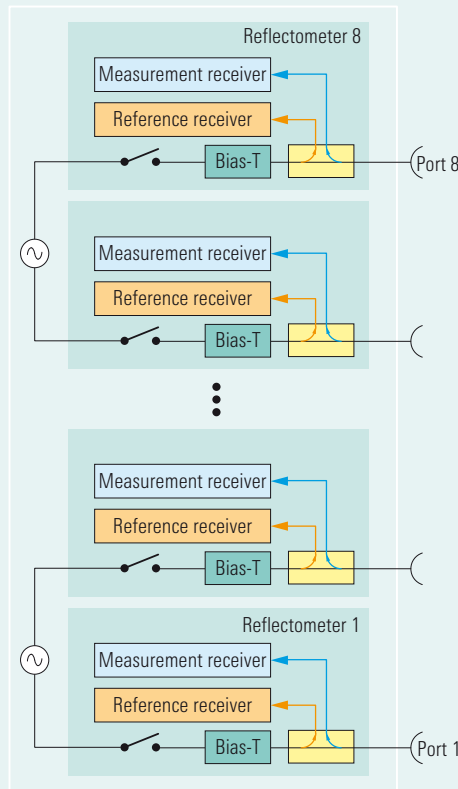 Reflectometer 8
Measurement receiver
Reference receiver
Bias-T
Port 8
Measurement receiver
Reference receiver
Bias-T
Measurement receiver
Reference receiver
Bias-T
Reflectometer 1
Measurement receiver
Reference receiver
Bias-T
Port 1